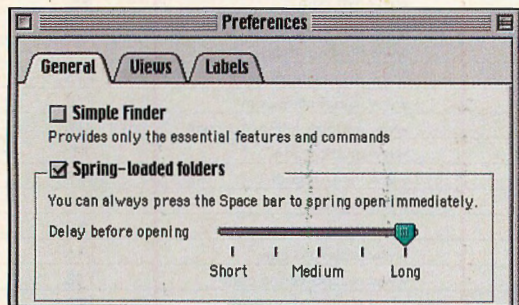 Preferences
General Views Labels
Simple Finder
Provides only the essential features and commands
Spring-loaded folders
You can always press the Space bar to spring open immediately.
Delay before opening
Short Medium Long